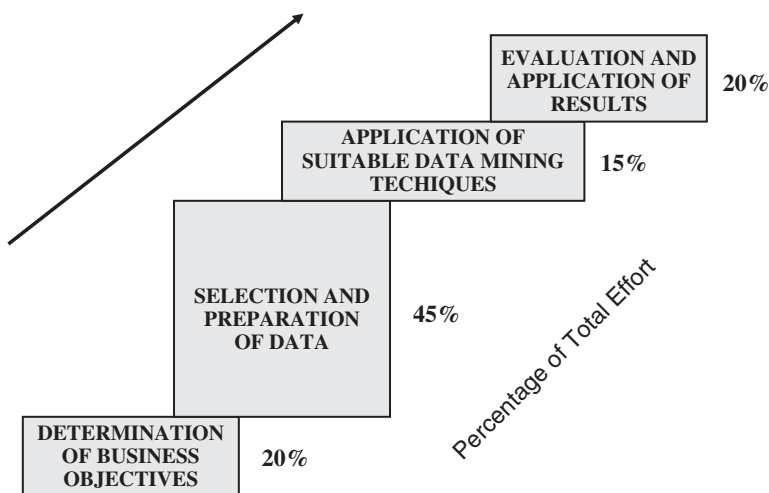 EVALUATION AND
APPLICATION OF
RESULTS
20%
APPLICATION OF
SUITABLE DATA MINING
TECHIQUES
15%
SELECTION AND
PREPARATION
OF DATA
45%
Percentage of Total Effort
DETERMINATION
OF BUSINESS
OBJECTIVES
20%